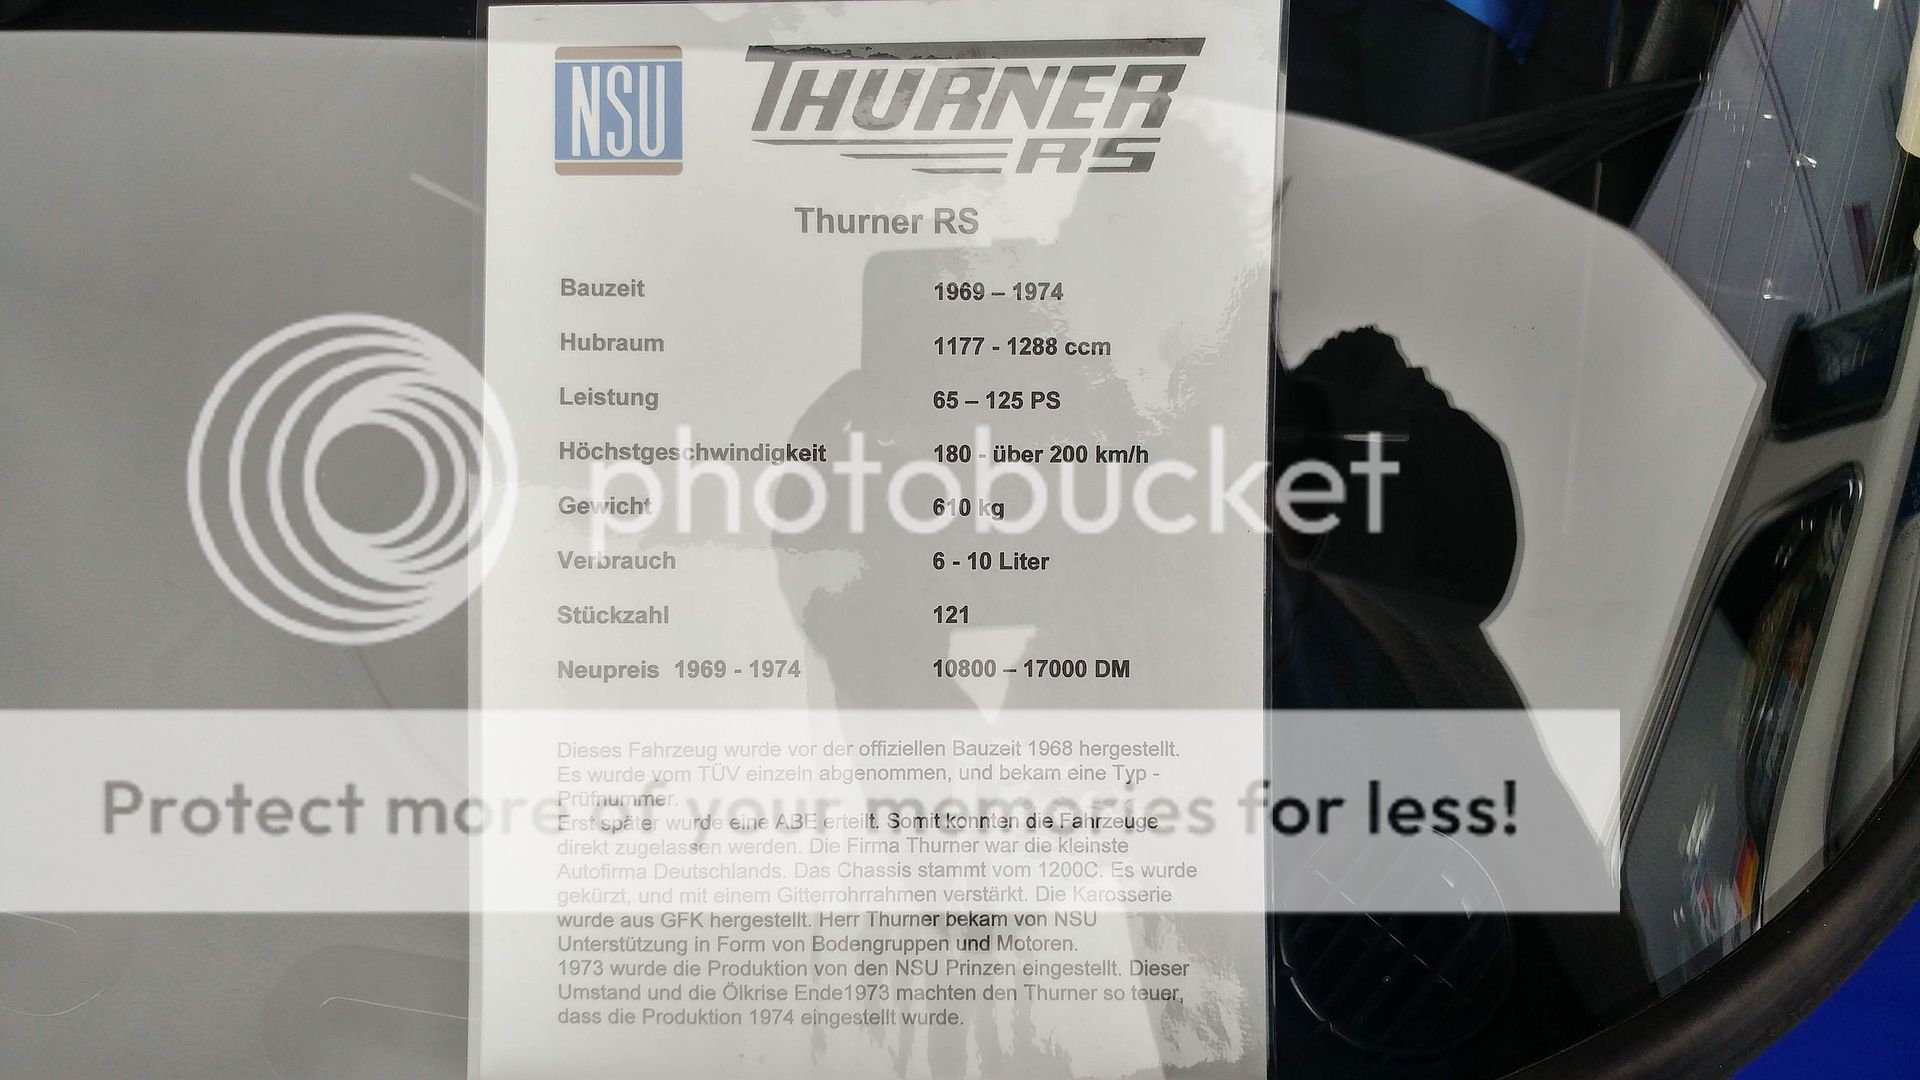 NSU
THURNER
RS
Thurner RS
Bauzeit 1969 – 1974
Hubraum 1177 - 1288 ccm
Leistung 65 – 125 PS
Höchstgeschwindigkeit 180 - über 200 km/h
Gewicht 610 kg
photobucket
Verbrauch 6 - 10 Liter
Stückzahl 121
Neupreis 1969 - 1974 10800 – 17000 DM
Dieses Fahrzeug wurde vor der offiziellen Bauzeit 1968 hergestellt.
Es wurde vom TÜV einzeln abgenommen, und bekam eine Typ -
Prüfnummer.
Protect more of your memories for less!
Erst später wurde eine ABE erteilt. Somit konnten die Fahrzeuge
direkt zugelassen werden. Die Firma Thurner war die kleinste
Autofirma Deutschlands. Das Chassis stammt vom 1200C. Es wurde
gekürzt, und mit einem Gitterrohrrahmen verstärkt. Die Karosserie
wurde aus GFK hergestellt. Herr Thurner bekam von NSU
Unterstützung in Form von Bodengruppen und Motoren.
1973 wurde die Produktion von den NSU Prinzen eingestellt. Dieser
Umstand und die Ölkrise Ende1973 machten den Thurner so teuer,
dass die Produktion 1974 eingestellt wurde.